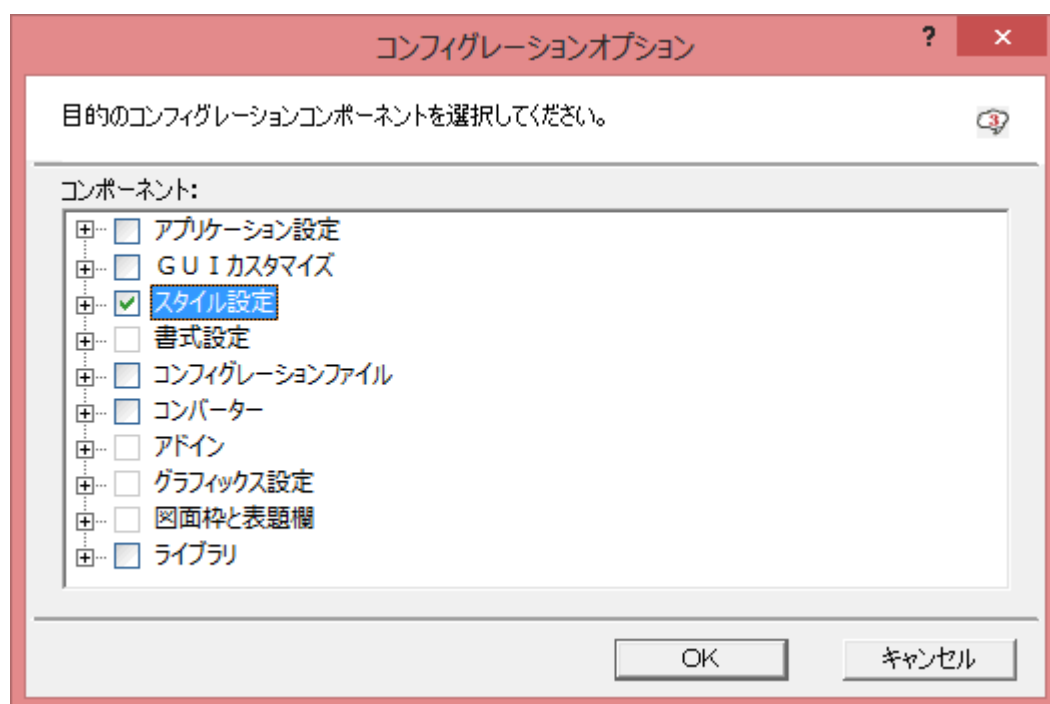 コンフィグレーションオプション
?
×
目的のコンフィグレーションコンポーネントを選択してください。
3
コンポーネント:
アプリケーション設定
GUIカスタマイズ
スタイル設定
書式設定
コンフィグレーションファイル
コンバーター
アドイン
グラフィックス設定
図面枠と表題欄
ライブラリ
OK
キャンセル